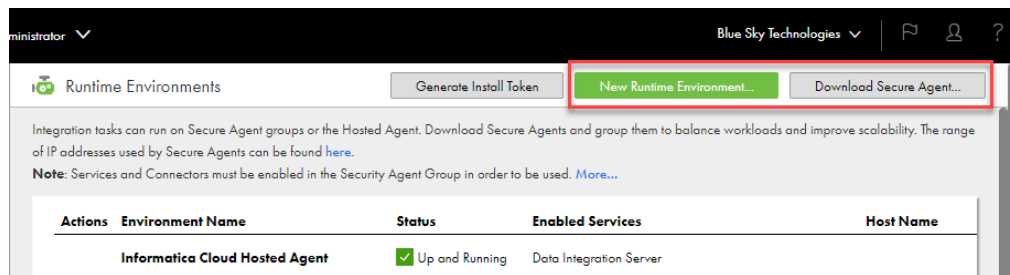 ministrator
Blue Sky Technologies
?
Runtime Environments
Generate Install Token
New Runtime Environment...
Download Secure Agent...
Integration tasks can run on Secure Agent groups or the Hosted Agent. Download Secure Agents and group them to balance workloads and improve scalability. The range
of IP addresses used by Secure Agents can be found here.
Note: Services and Connectors must be enabled in the Security Agent Group in order to be used. More...
Actions Environment Name Status Enabled Services Host Name
Informatica Cloud Hosted Agent Up and Running Data Integration Server